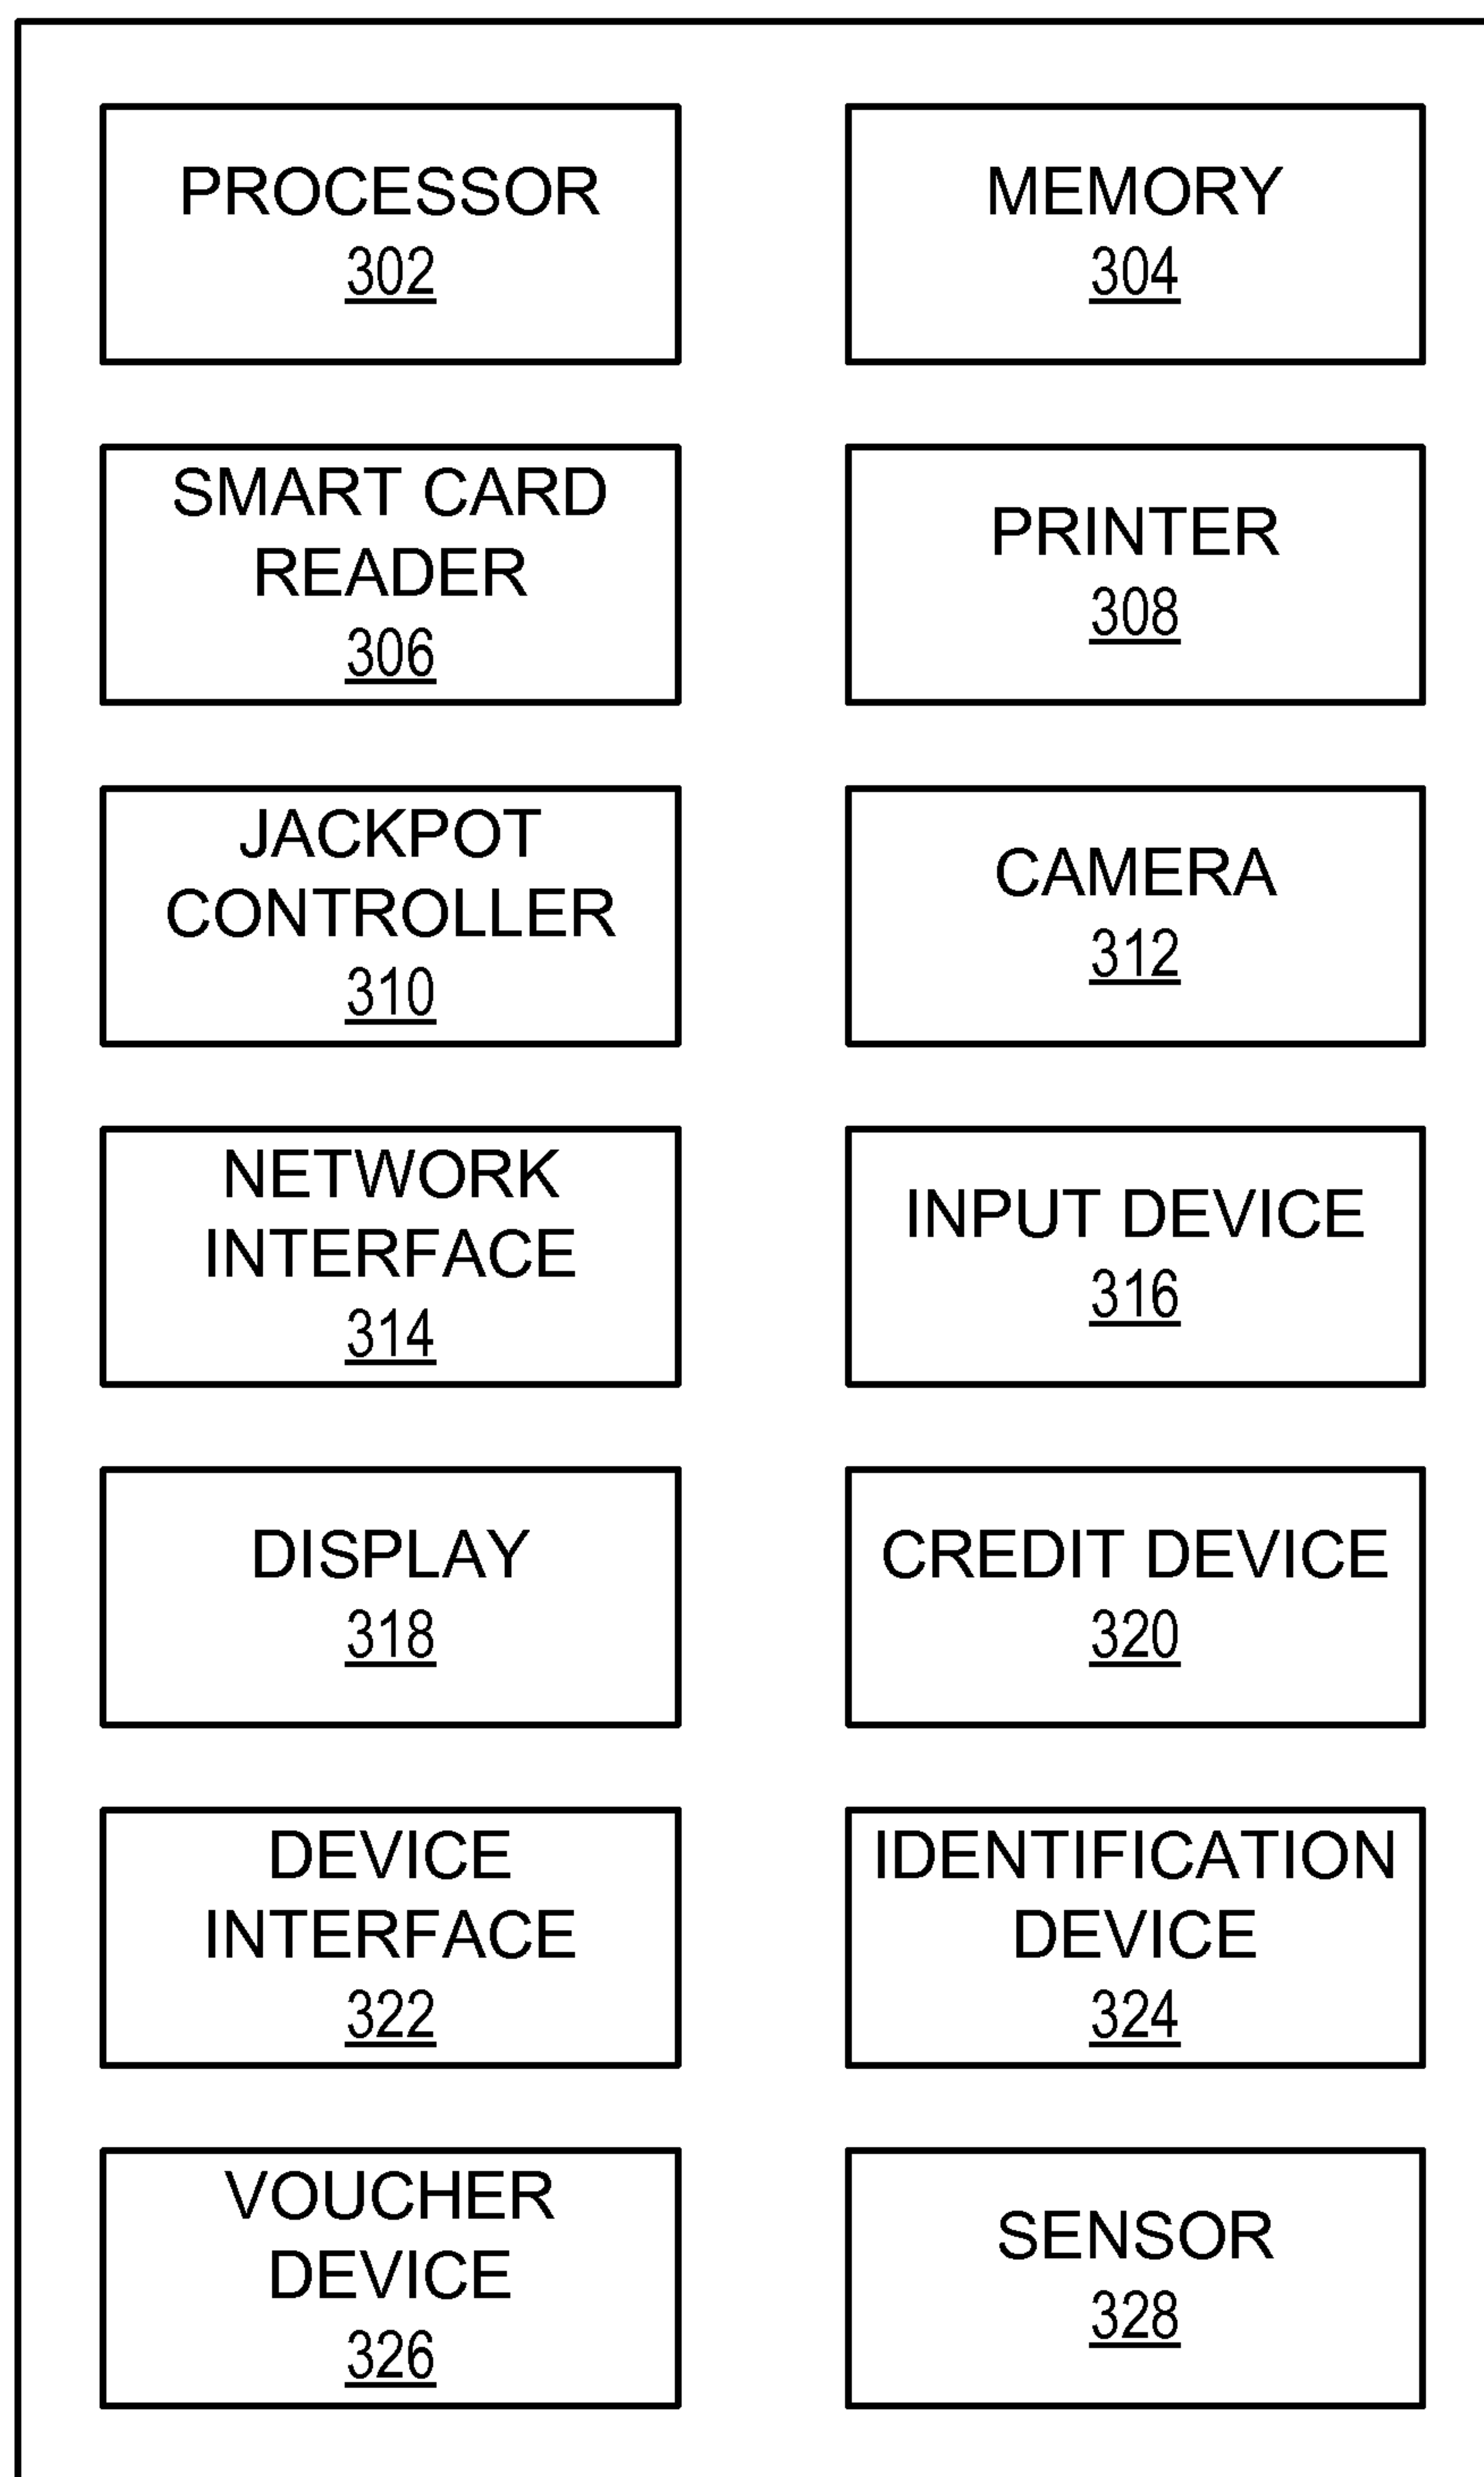 PROCESSOR
302
MEMORY
304
SMART CARD
READER
306
PRINTER
308
JACKPOT
CONTROLLER
310
CAMERA
312
NETWORK
INTERFACE
314
INPUT DEVICE
316
DISPLAY
318
CREDIT DEVICE
320
DEVICE
INTERFACE
322
IDENTIFICATION
DEVICE
324
VOUCHER
DEVICE
326
SENSOR
328